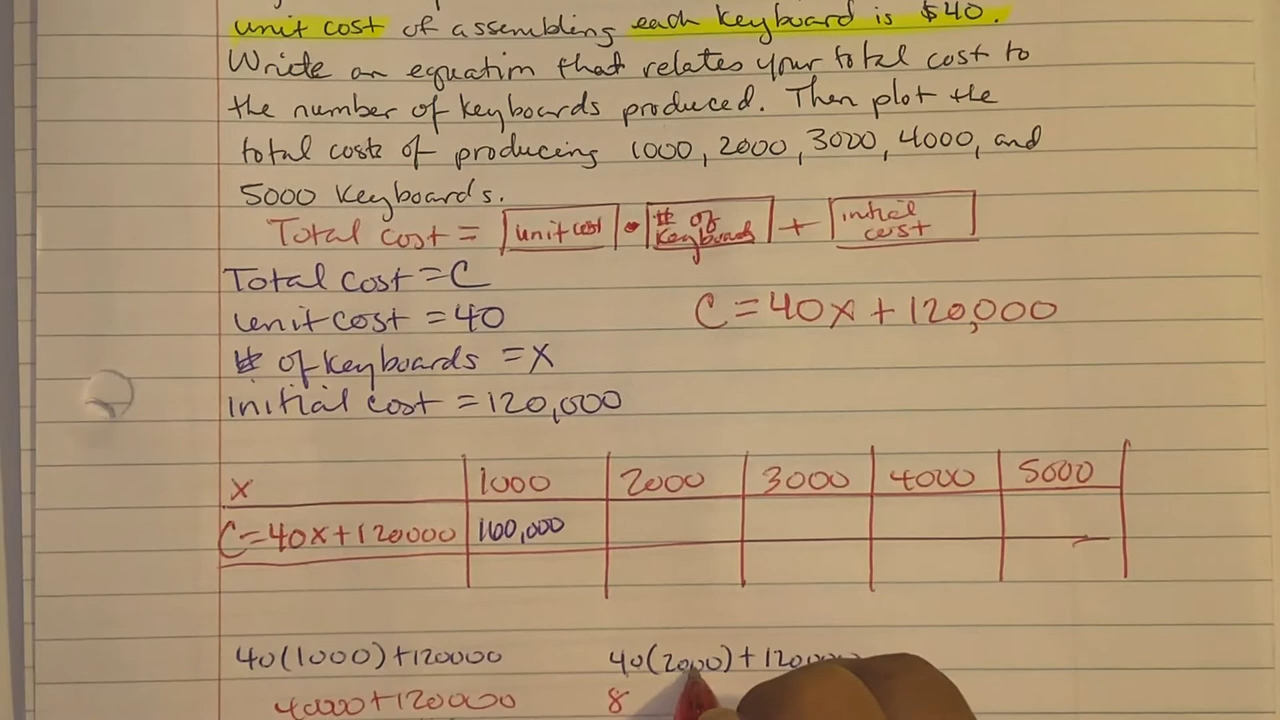 unit cost of assembling each keyboard is $40.
Write an equation that relates your total cost to
the number of keyboards produced. Then plot the
total costs of producing 1000, 2000, 3000, 4000, and
5000 keyboards.
Total cost = unit cost • # of keyboards + initial cost
Total cost = C
unit cost = 40
C = 40x + 120,000
# of keyboards = x
initial cost = 120,000
x 1000 2000 3000 4000 5000
C=40x+120000 160,000
40(1000)+120000 40(2000)+120000
40000+120000 8